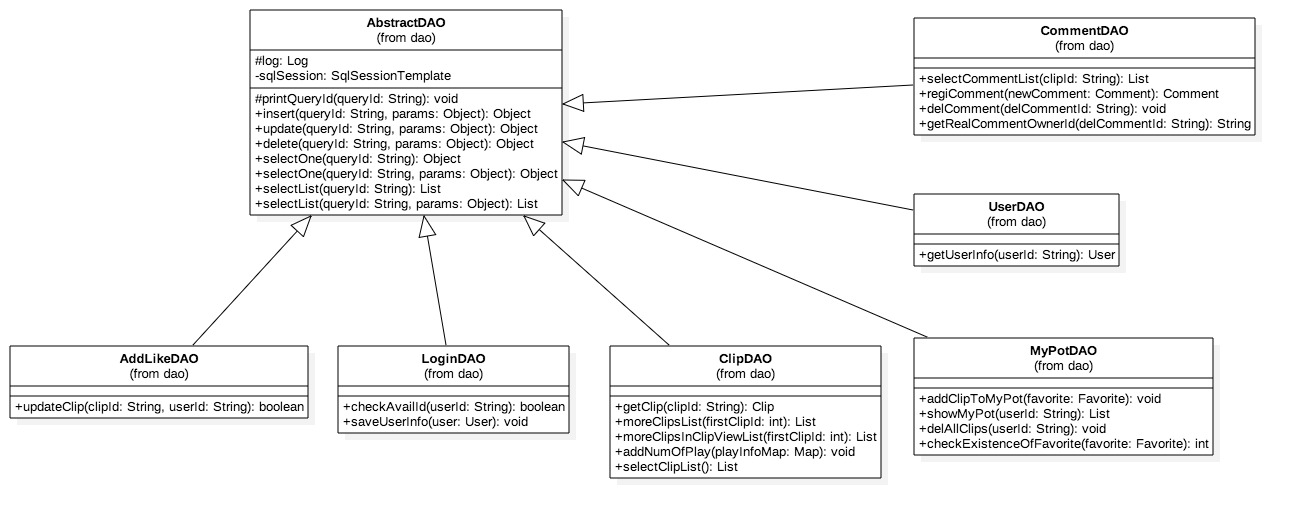 AbstractDAO
(from dao)
#log: Log
-sqlSession: SqlSessionTemplate
#printQueryId(queryId: String): void
+insert(queryId: String, params: Object): Object
+update(queryId: String, params: Object): Object
+delete(queryId: String, params: Object): Object
+selectOne(queryId: String): Object
+selectOne(queryId: String, params: Object): Object
+selectList(queryId: String): List
+selectList(queryId: String, params: Object): List
CommentDAO
(from dao)
+selectCommentList(clipId: String): List
+regiComment(newComment: Comment): Comment
+delComment(delCommentId: String): void
+getRealCommentOwnerId(delCommentId: String): String
UserDAO
(from dao)
+getUserInfo(userId: String): User
AddLikeDAO
(from dao)
+updateClip(clipId: String, userId: String): boolean
LoginDAO
(from dao)
+checkAvailId(userId: String): boolean
+saveUserInfo(user: User): void
ClipDAO
(from dao)
+getClip(clipId: String): Clip
+moreClipsList(firstClipId: int): List
+moreClipsInClipViewList(firstClipId: int): List
+addNumOfPlay(playInfoMap: Map): void
+selectClipList(): List
MyPotDAO
(from dao)
+addClipToMyPot(favorite: Favorite): void
+showMyPot(userId: String): List
+delAllClips(userId: String): void
+checkExistenceOfFavorite(favorite: Favorite): int